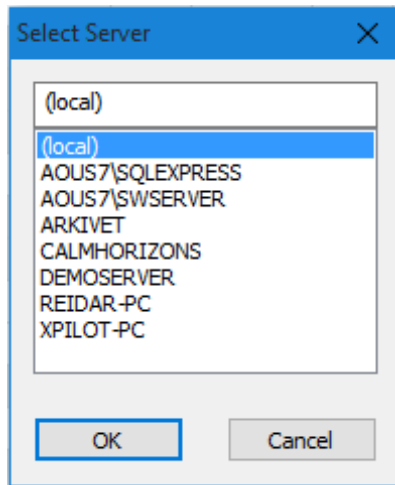 Select Server
(local)
(local)
AOUS7\SQLEXPRESS
AOUS7\SWSERVER
ARKIVET
CALMHORIZONS
DEMOSERVER
REIDAR-PC
XPILOT-PC
OK Cancel